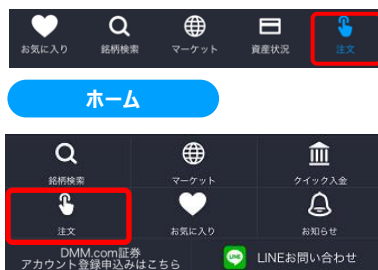 お気に入り 銘柄検索 マーケット 資産状況 注文
ホーム
銘柄検索 マーケット クイック入金
注文 お気に入り お知らせ
DMM.com証券
アカウント登録申込みはこちら
LINEお問い合わせ